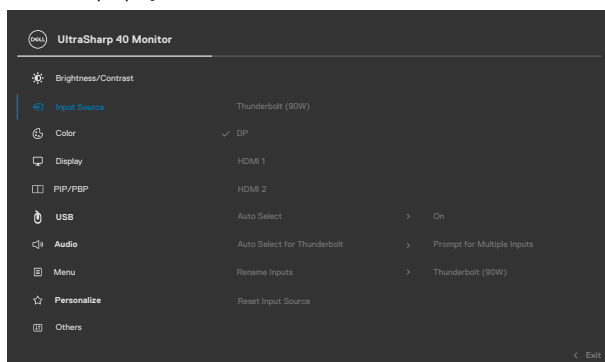 DELL UltraSharp 40 Monitor
Brightness/Contrast
Input Source Thunderbolt (90W)
Color ✓ DP
Display HDMI 1
PIP/PBP HDMI 2
USB Auto Select > On
Audio Auto Select for Thunderbolt > Prompt for Multiple Inputs
Menu Rename Inputs > Thunderbolt (90W)
Personalize Reset Input Source
Others
< Exit